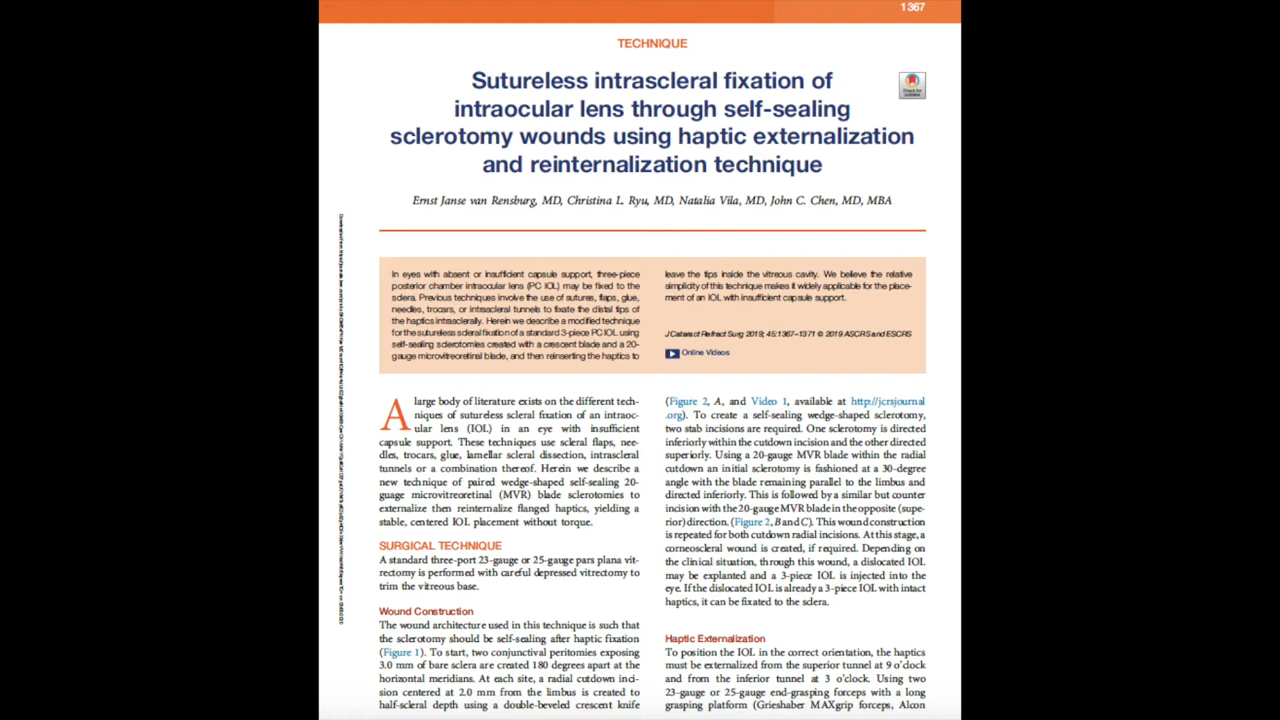 1367
TECHNIQUE
Sutureless intrascleral fixation of
intraocular lens through self-sealing
sclerotomy wounds using haptic externalization
and reinternalization technique
Ernst Janse van Rensburg, MD, Christina L. Ryu, MD, Natalia Vila, MD, John C. Chen, MD, MBA
In eyes with absent or insufficient capsule support, three-piece
posterior chamber intraocular lens (PC IOL) may be fixed to the
sclera. Previous techniques involve the use of sutures, flaps, glue,
needles, trocars, or intrascleral tunnels to fixate the distal tips of
the haptics intrasclerally. Herein we describe a modified technique
for the sutureless scleral fixation of a standard 3-piece PC IOL using
self-sealing sclerotomies created with a crescent blade and a 20-
gauge microvitreoretinal blade, and then reinserting the haptics to
leave the tips inside the vitreous cavity. We believe the relative
simplicity of this technique makes it widely applicable for the place-
ment of an IOL with insufficient capsule support.
J Cataract Refract Surg 2019; 45:1367–1371 © 2019 ASCRS and ESCRS
Online Videos
A large body of literature exists on the different tech-
niques of sutureless scleral fixation of an intraoc-
ular lens (IOL) in an eye with insufficient
capsule support. These techniques use scleral flaps, nee-
dles, trocars, glue, lamellar scleral dissection, intrascleral
tunnels or a combination thereof. Herein we describe a
new technique of paired wedge-shaped self-sealing 20-
guage microvitreoretinal (MVR) blade sclerotomies to
externalize then reinternalize flanged haptics, yielding a
stable, centered IOL placement without torque.
SURGICAL TECHNIQUE
A standard three-port 23-gauge or 25-gauge pars plana vit-
rectomy is performed with careful depressed vitrectomy to
trim the vitreous base.
Wound Construction
The wound architecture used in this technique is such that
the sclerotomy should be self-sealing after haptic fixation
(Figure 1). To start, two conjunctival peritomies exposing
3.0 mm of bare sclera are created 180 degrees apart at the
horizontal meridians. At each site, a radial cutdown inci-
sion centered at 2.0 mm from the limbus is created to
half-scleral depth using a double-beveled crescent knife
(Figure 2, A, and Video 1, available at http://jcrsjournal
.org). To create a self-sealing wedge-shaped sclerotomy,
two stab incisions are required. One sclerotomy is directed
inferiorly within the cutdown incision and the other directed
superiorly. Using a 20-gauge MVR blade within the radial
cutdown an initial sclerotomy is fashioned at a 30-degree
angle with the blade remaining parallel to the limbus and
directed inferiorly. This is followed by a similar but counter
incision with the 20-gauge MVR blade in the opposite (supe-
rior) direction. (Figure 2, B and C). This wound construction
is repeated for both cutdown radial incisions. At this stage, a
corneoscleral wound is created, if required. Depending on
the clinical situation, through this wound, a dislocated IOL
may be explanted and a 3-piece IOL is injected into the
eye. If the dislocated IOL is already a 3-piece IOL with intact
haptics, it can be fixated to the sclera.
Haptic Externalization
To position the IOL in the correct orientation, the haptics
must be externalized from the superior tunnel at 9 o'clock
and from the inferior tunnel at 3 o'clock. Using two
23-gauge or 25-gauge end-grasping forceps with a long
grasping platform (Grieshaber MAXgrip forceps, Alcon